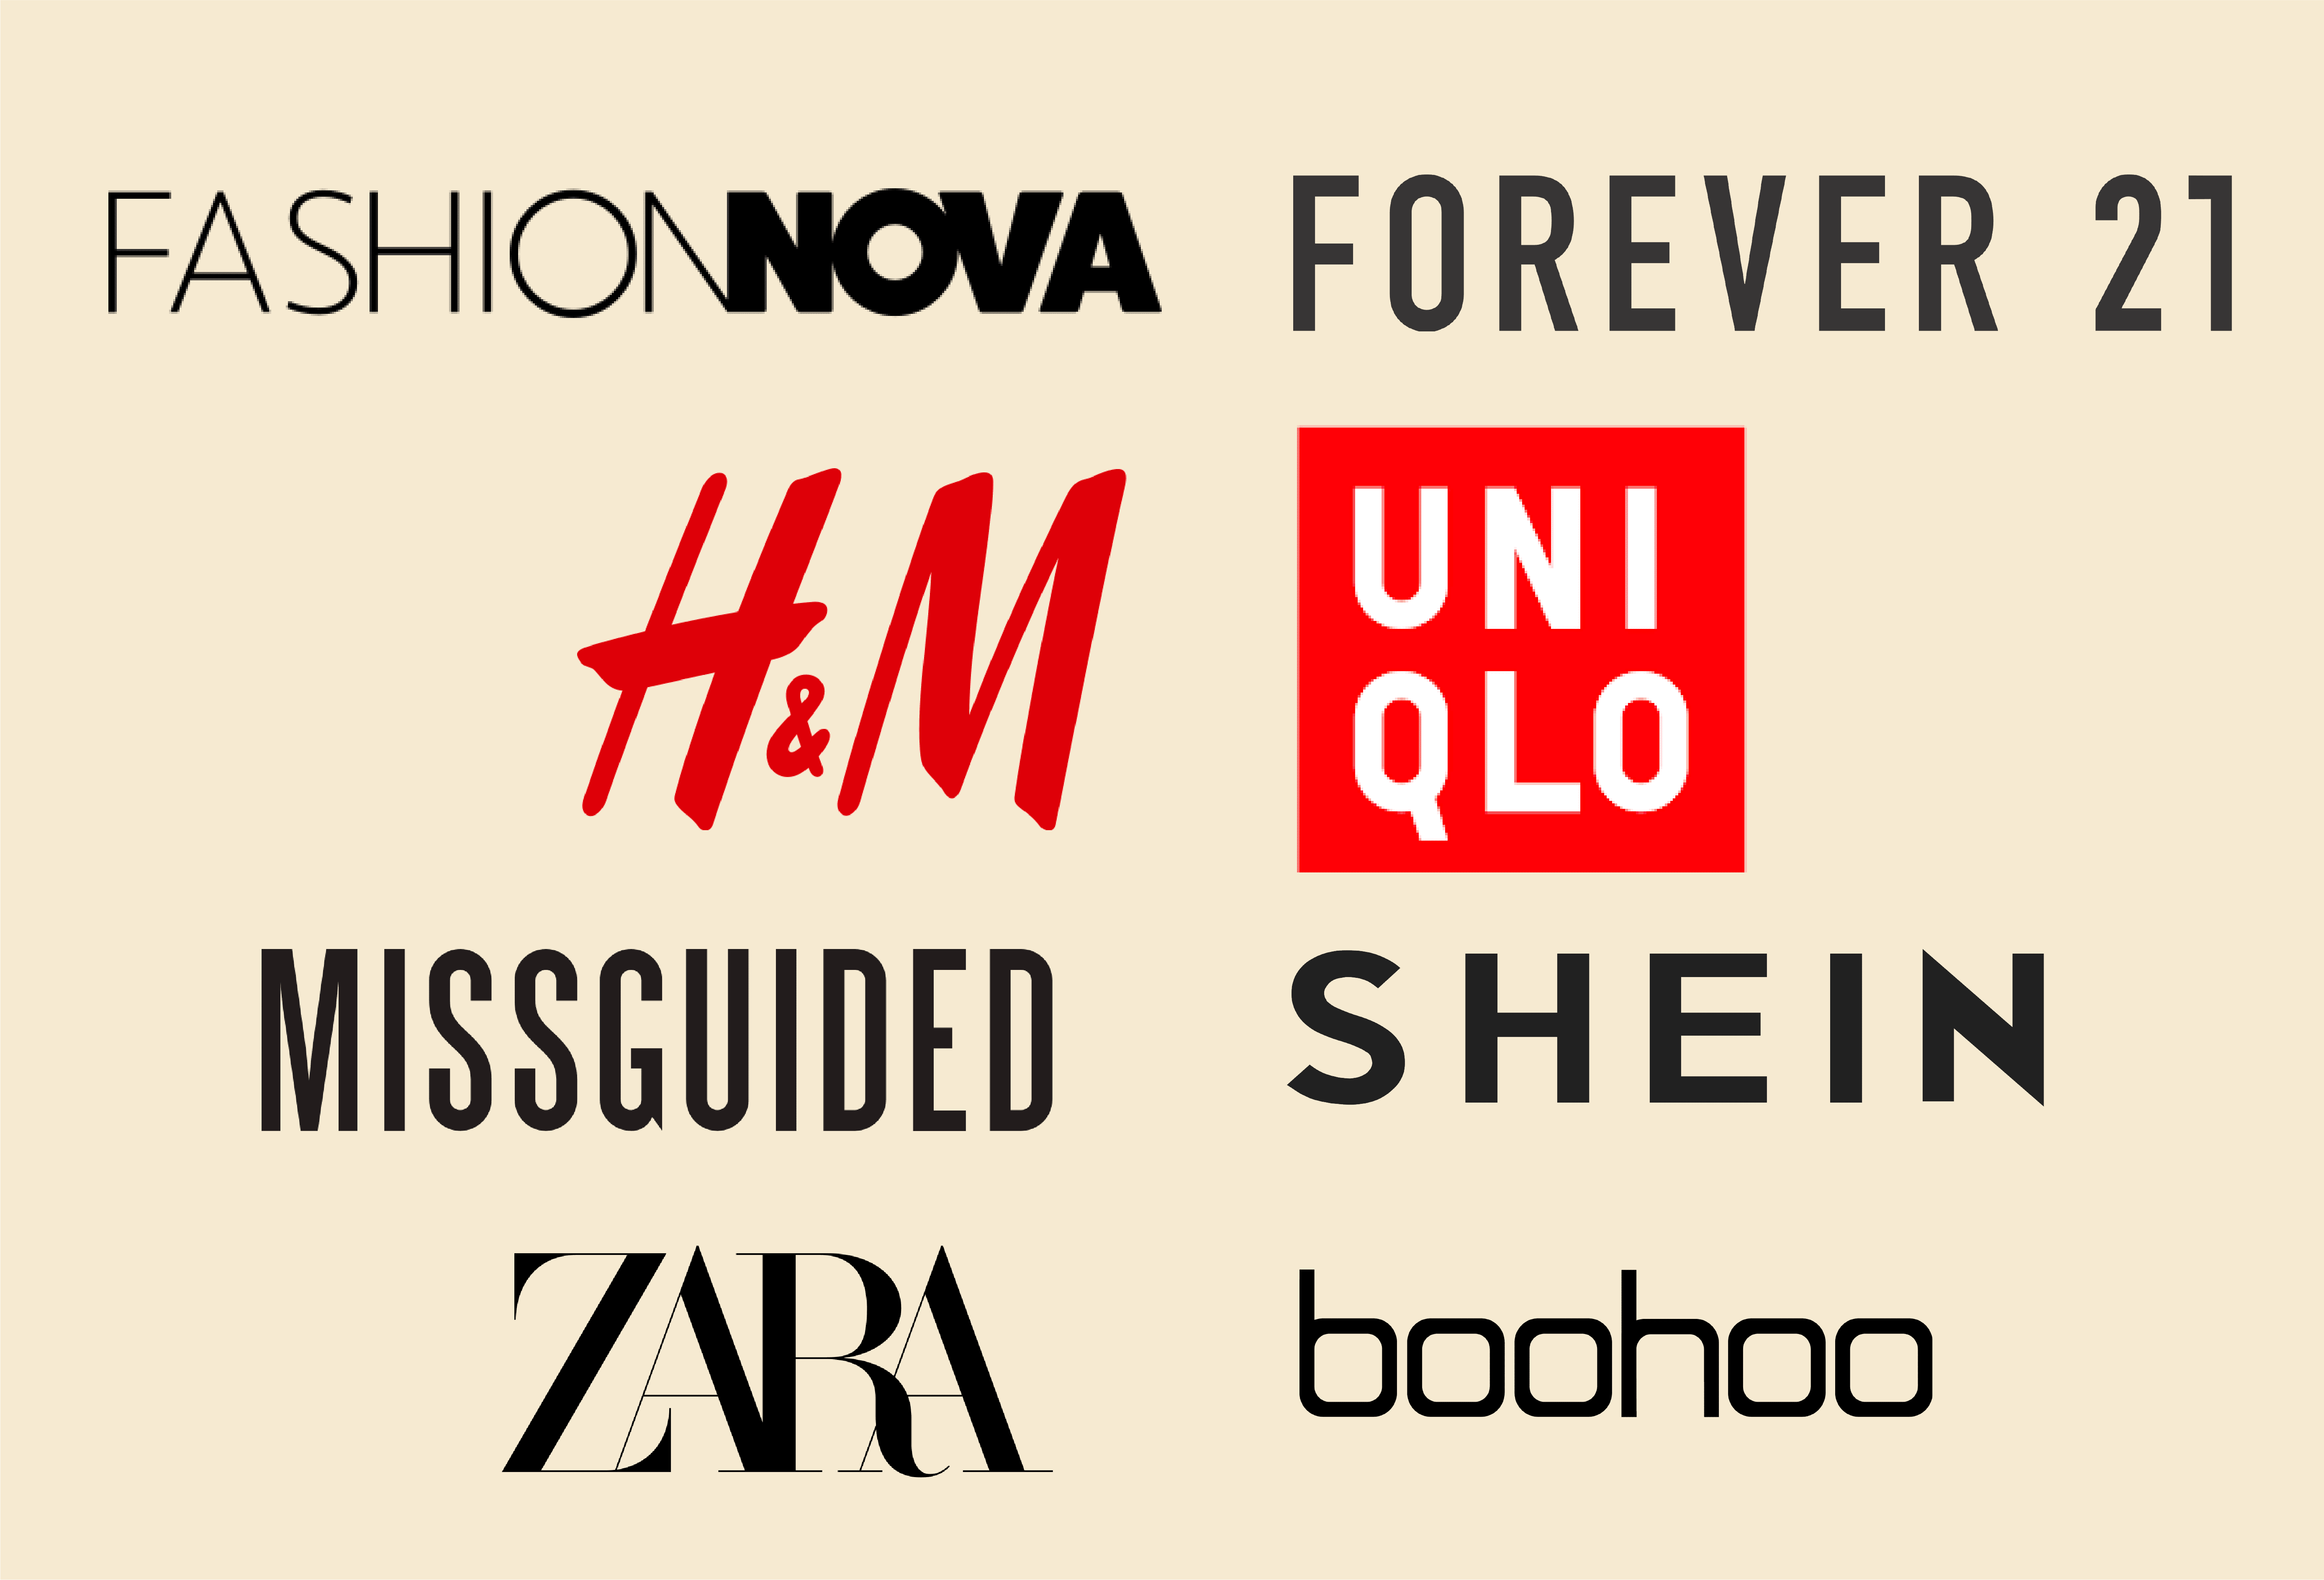 FASHIONNOVA
FOREVER 21
H&M
UNI
QLO
MISSGUIDED
SHEIN
ZARA
boohoo